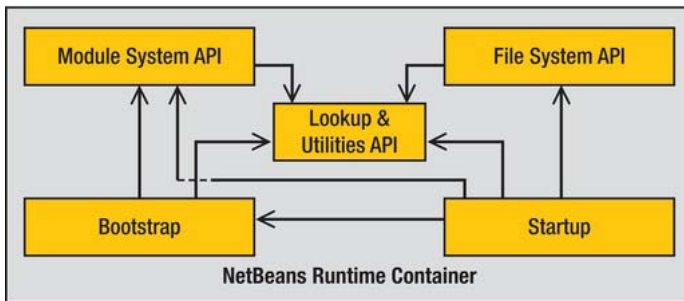 Module System API
File System API
Lookup &
Utilities API
Bootstrap
Startup
NetBeans Runtime Container